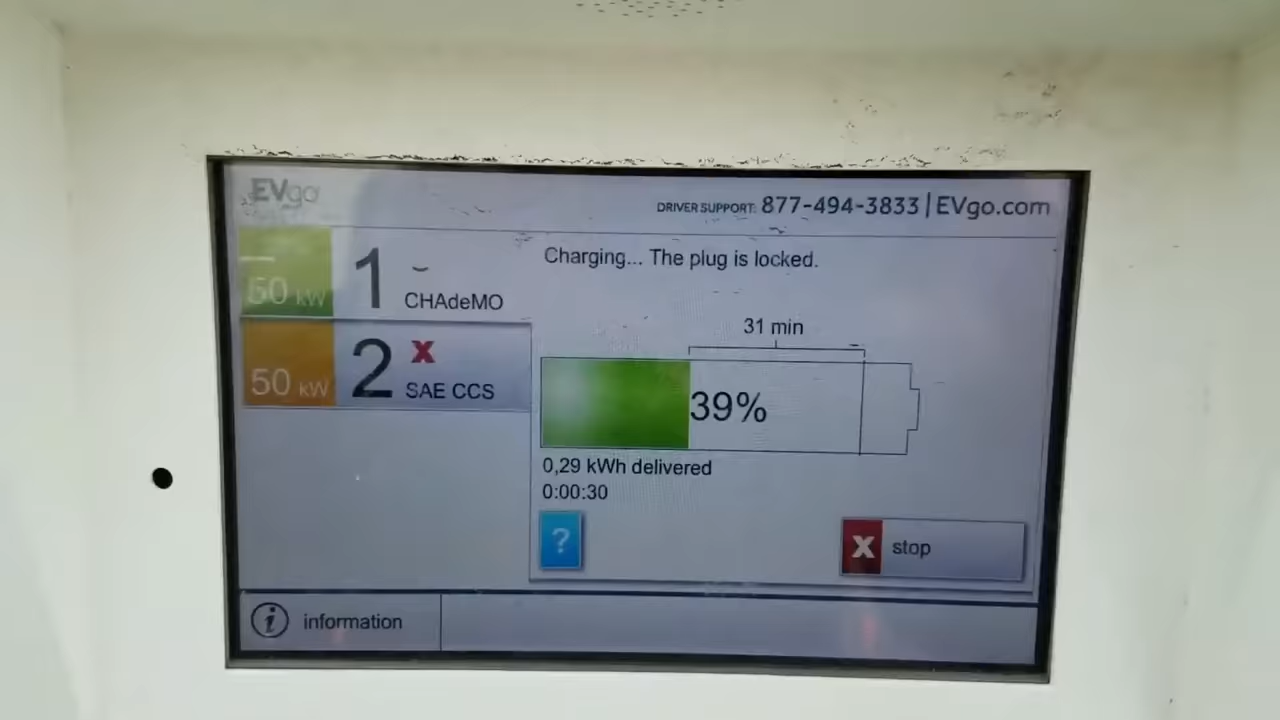 EVgo
DRIVER SUPPORT: 877-494-3833 | EVgo.com
50 kW 1 CHAdeMO
50 kW 2 X SAE CCS
Charging... The plug is locked.
31 min
39%
0,29 kWh delivered
0:00:30
?
X stop
i information